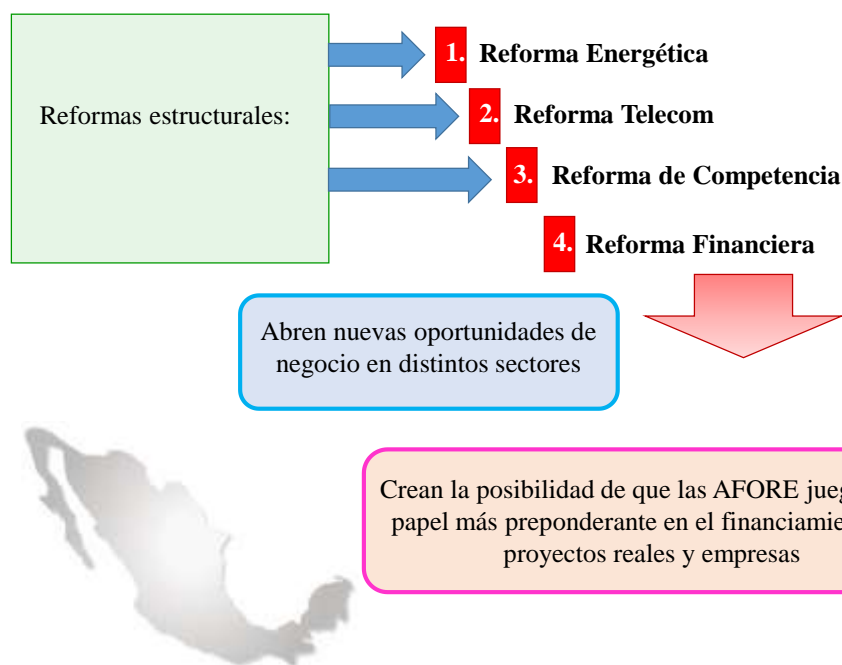 Reformas estructurales:
1. Reforma Energética
2. Reforma Telecom
3. Reforma de Competencia
4. Reforma Financiera
Abren nuevas oportunidades de
negocio en distintos sectores
Crean la posibilidad de que las AFORE
papel más preponderante en el
proyectos reales y empresas